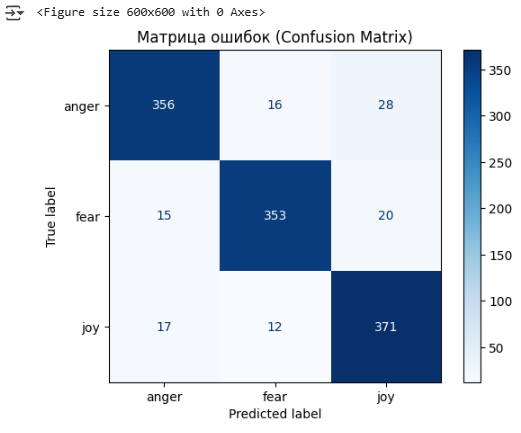 <Figure size 600x600 with 0 Axes>
Матрица ошибок (Confusion Matrix)
anger 356 16 28
fear 15 353 20
joy 17 12 371
anger fear joy
True label
Predicted label
350
300
250
200
150
100
50